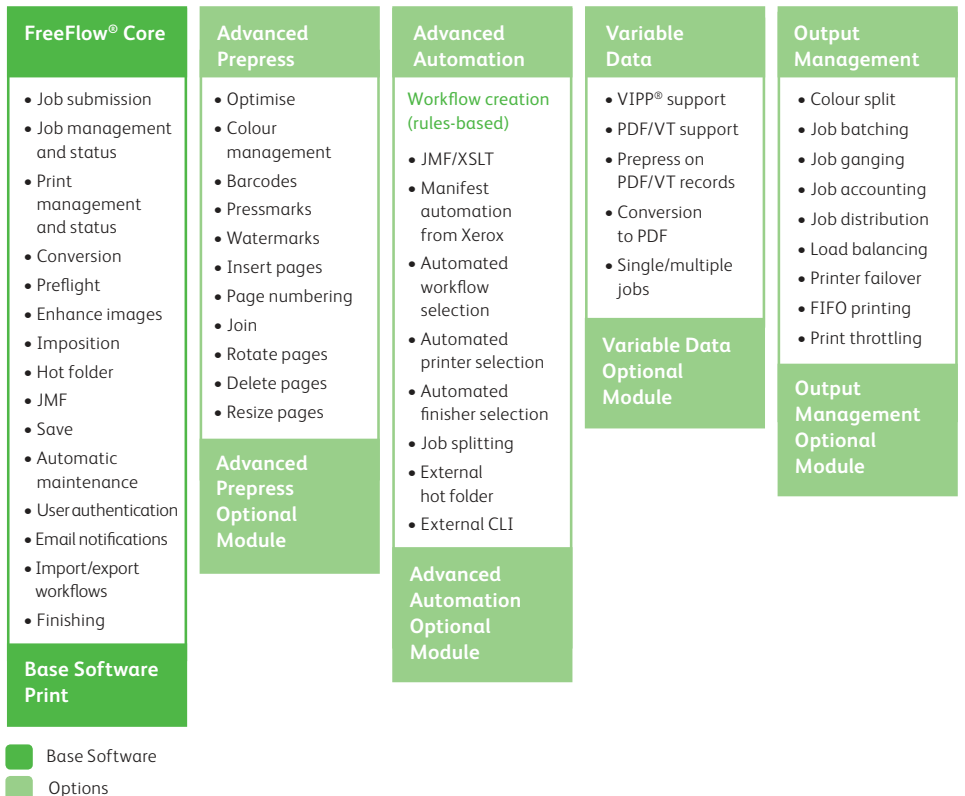 FreeFlow® Core
• Job submission
• Job management
and status
• Print
management
and status
• Conversion
• Preflight
• Enhance images
• Imposition
• Hot folder
• JMF
• Save
• Automatic
maintenance
• User authentication
• Email notifications
• Import/export
workflows
• Finishing
Base Software
Print
Advanced
Prepress
• Optimise
• Colour
management
• Barcodes
• Pressmarks
• Watermarks
• Insert pages
• Page numbering
• Join
• Rotate pages
• Delete pages
• Resize pages
Advanced
Prepress
Optional
Module
Advanced
Automation
Workflow creation
(rules-based)
• JMF/XSLT
• Manifest
automation
from Xerox
• Automated
workflow
selection
• Automated
printer selection
• Automated
finisher selection
• Job splitting
• External
hot folder
• External CLI
Advanced
Automation
Optional
Module
Variable
Data
• VIPP® support
• PDF/VT support
• Prepress on
PDF/VT records
• Conversion
to PDF
• Single/multiple
jobs
Variable Data
Optional
Module
Output
Management
• Colour split
• Job batching
• Job ganging
• Job accounting
• Job distribution
• Load balancing
• Printer failover
• FIFO printing
• Print throttling
Output
Management
Optional
Module
Base Software
Options